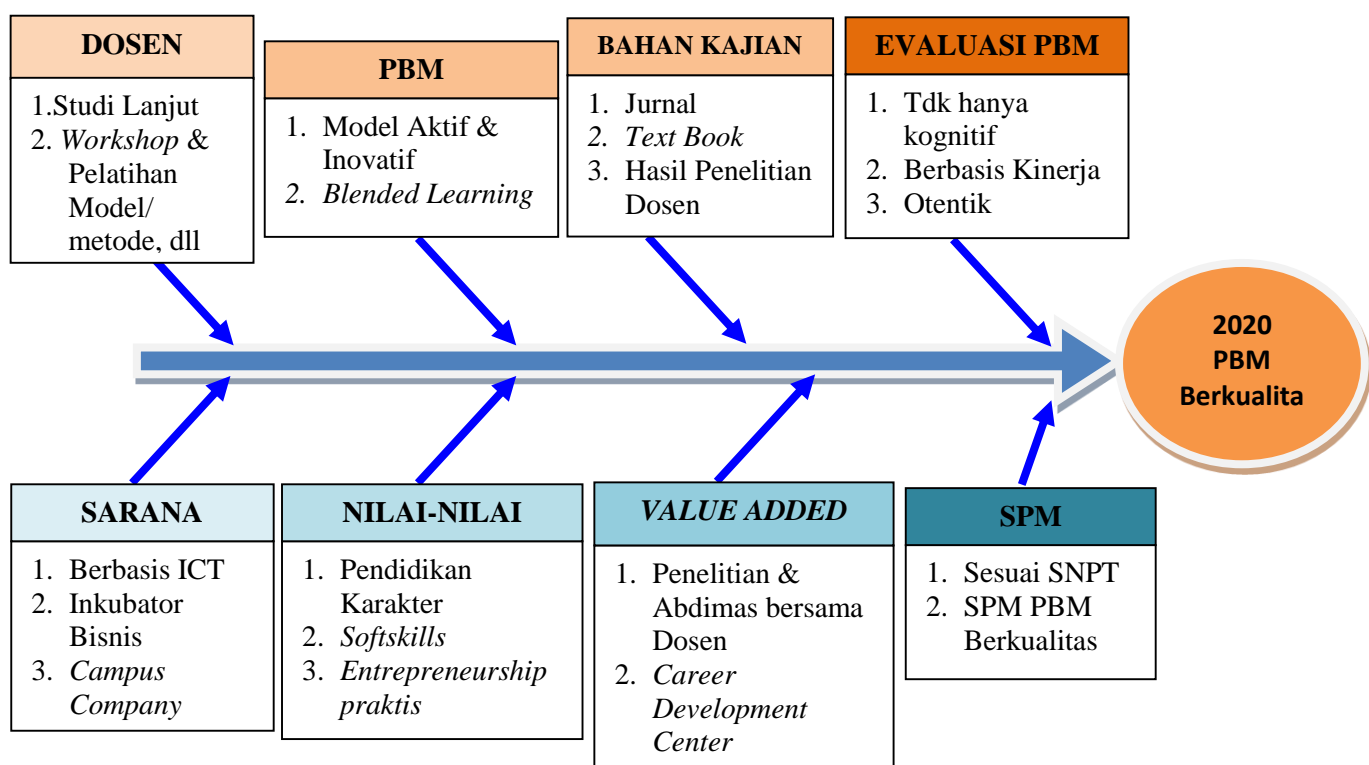 DOSEN
1.Studi Lanjut
2. Workshop &
Pelatihan
Model/
metode, dll
PBM
1. Model Aktif &
Inovatif
2. Blended Learning
BAHAN KAJIAN
1. Jurnal
2. Text Book
3. Hasil Penelitian
Dosen
EVALUASI PBM
1. Tdk hanya
kognitif
2. Berbasis Kinerja
3. Otentik
2020
PBM
Berkualita
SARANA
1. Berbasis ICT
2. Inkubator
Bisnis
3. Campus
Company
NILAI-NILAI
1. Pendidikan
Karakter
2. Softskills
3. Entrepreneurship
praktis
VALUE ADDED
1. Penelitian &
Abdimas bersama
Dosen
2. Career
Development
Center
SPM
1. Sesuai SNPT
2. SPM PBM
Berkualitas